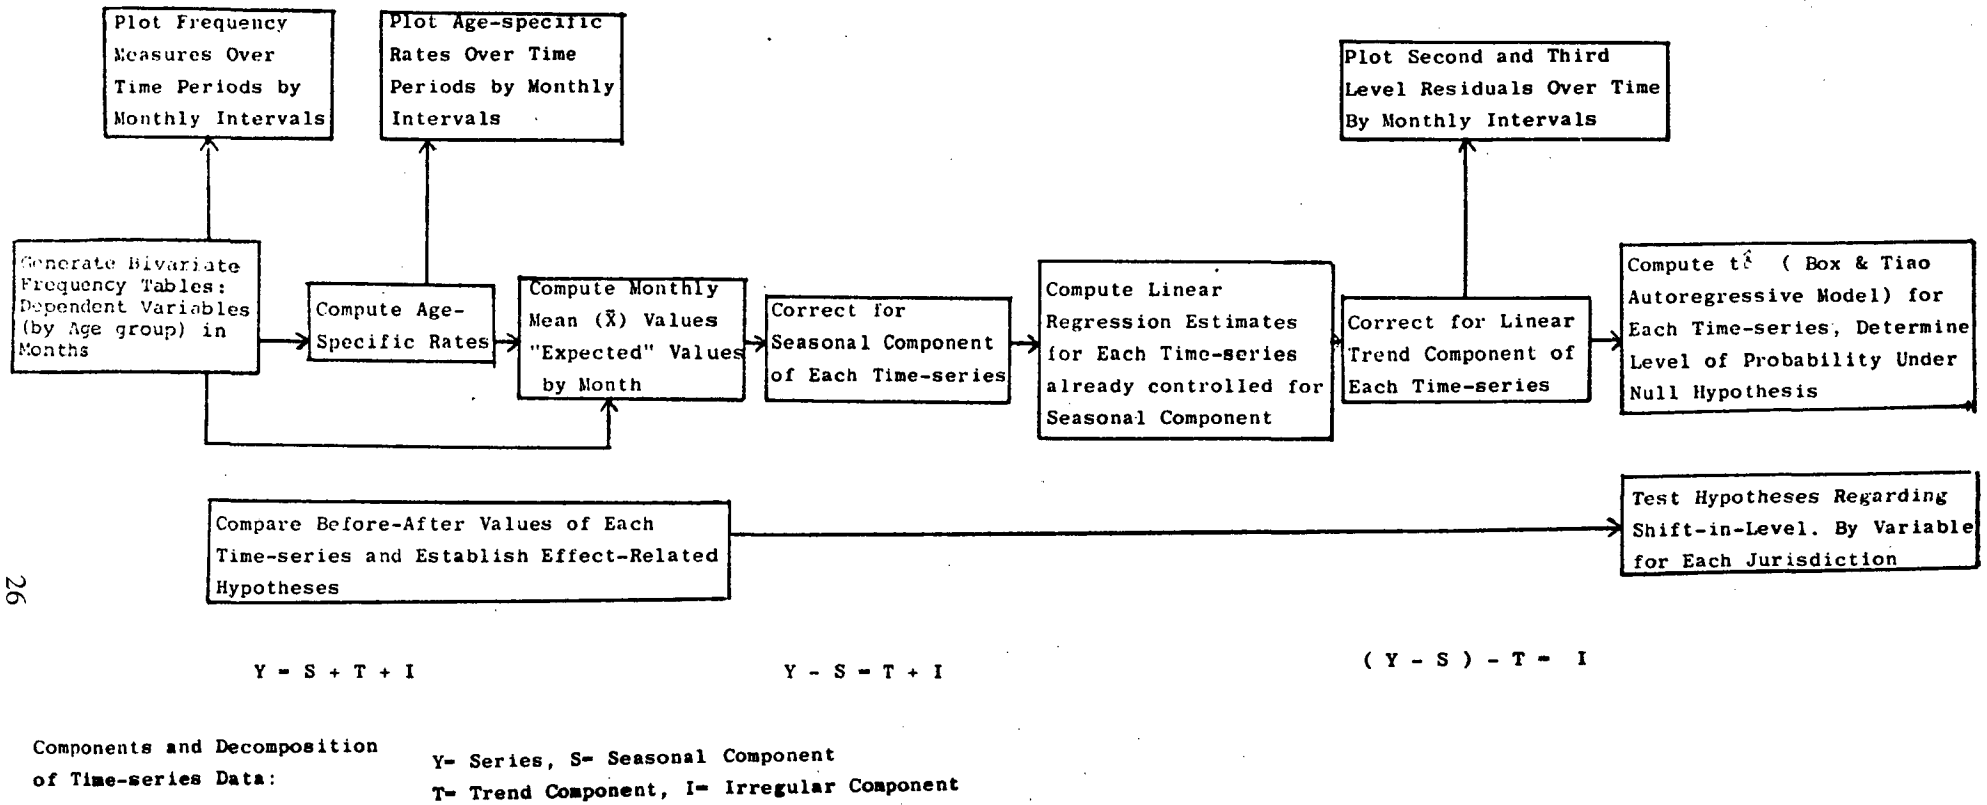 Plot Frequency
Measures Over
Time Periods by
Monthly Intervals
Plot Age-specific
Rates Over Time
Periods by Monthly
Intervals
Plot Second and Third
Level Residuals Over Time
By Monthly Intervals
Generate Bivariate
Frequency Tables:
Dependent Variables
(by Age group) in
Months
Compute Age-
Specific Rates
Compute Monthly
Mean (X̄) Values
"Expected" Values
by Month
Correct for
Seasonal Component
of Each Time-series
Compute Linear
Regression Estimates
for Each Time-series
already controlled for
Seasonal Component
Correct for Linear
Trend Component of
Each Time-series
Compute t ( Box & Tiao
Autoregressive Model) for
Each Time-series, Determine
Level of Probability Under
Null Hypothesis
Compare Before-After Values of Each
Time-series and Establish Effect-Related
Hypotheses
Test Hypotheses Regarding
Shift-in-Level. By Variable
for Each Jurisdiction
26
Y = S + T + I
Y - S = T + I
( Y - S ) - T = I
Components and Decomposition
of Time-series Data:
Y= Series, S= Seasonal Component
T= Trend Component, I= Irregular Component